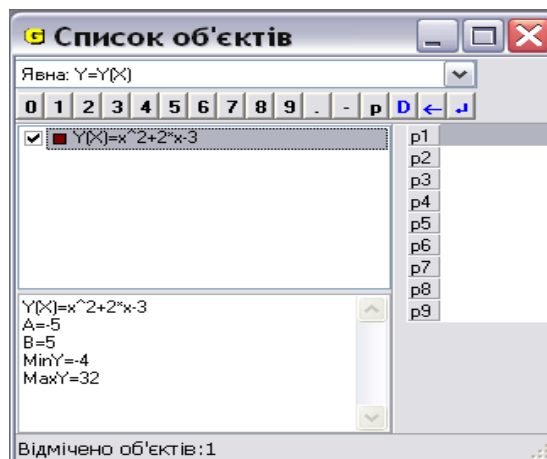 Список об'єктів
Явна: Y=Y(X)
0 1 2 3 4 5 6 7 8 9 . - p D ← ↲
Y(X)=x^2+2*x-3
p1
p2
p3
p4
p5
p6
p7
p8
p9
Y(X)=x^2+2*x-3
A=-5
B=5
MinY=-4
MaxY=32
Відмічено об'єктів:1